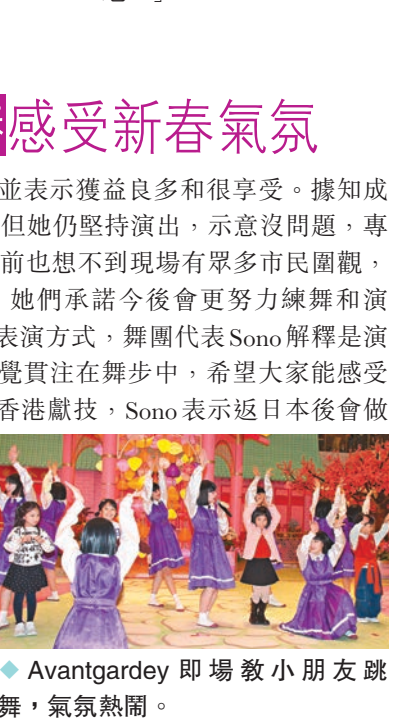 感受新春氣氛
並表示獲益良多和很享受。據知成
但她仍堅持演出，示意沒問題，專
前也想不到現場有眾多市民圍觀，
她們承諾今後會更努力練舞和演
表演方式，舞團代表Sono解釋是演
覺貫注在舞步中，希望大家能感受
香港獻技，Sono表示返日本後會做
◆ Avantgardey 即場教小朋友跳
舞，氣氛熱鬧。